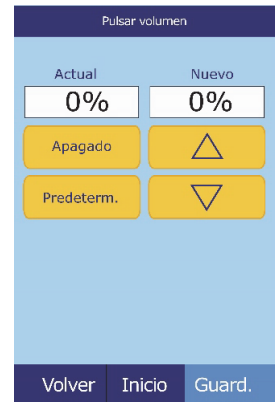 Pulsar volumen
Actual Nuevo
0% 0%
Apagado
Predeterm.
Volver Inicio Guard.